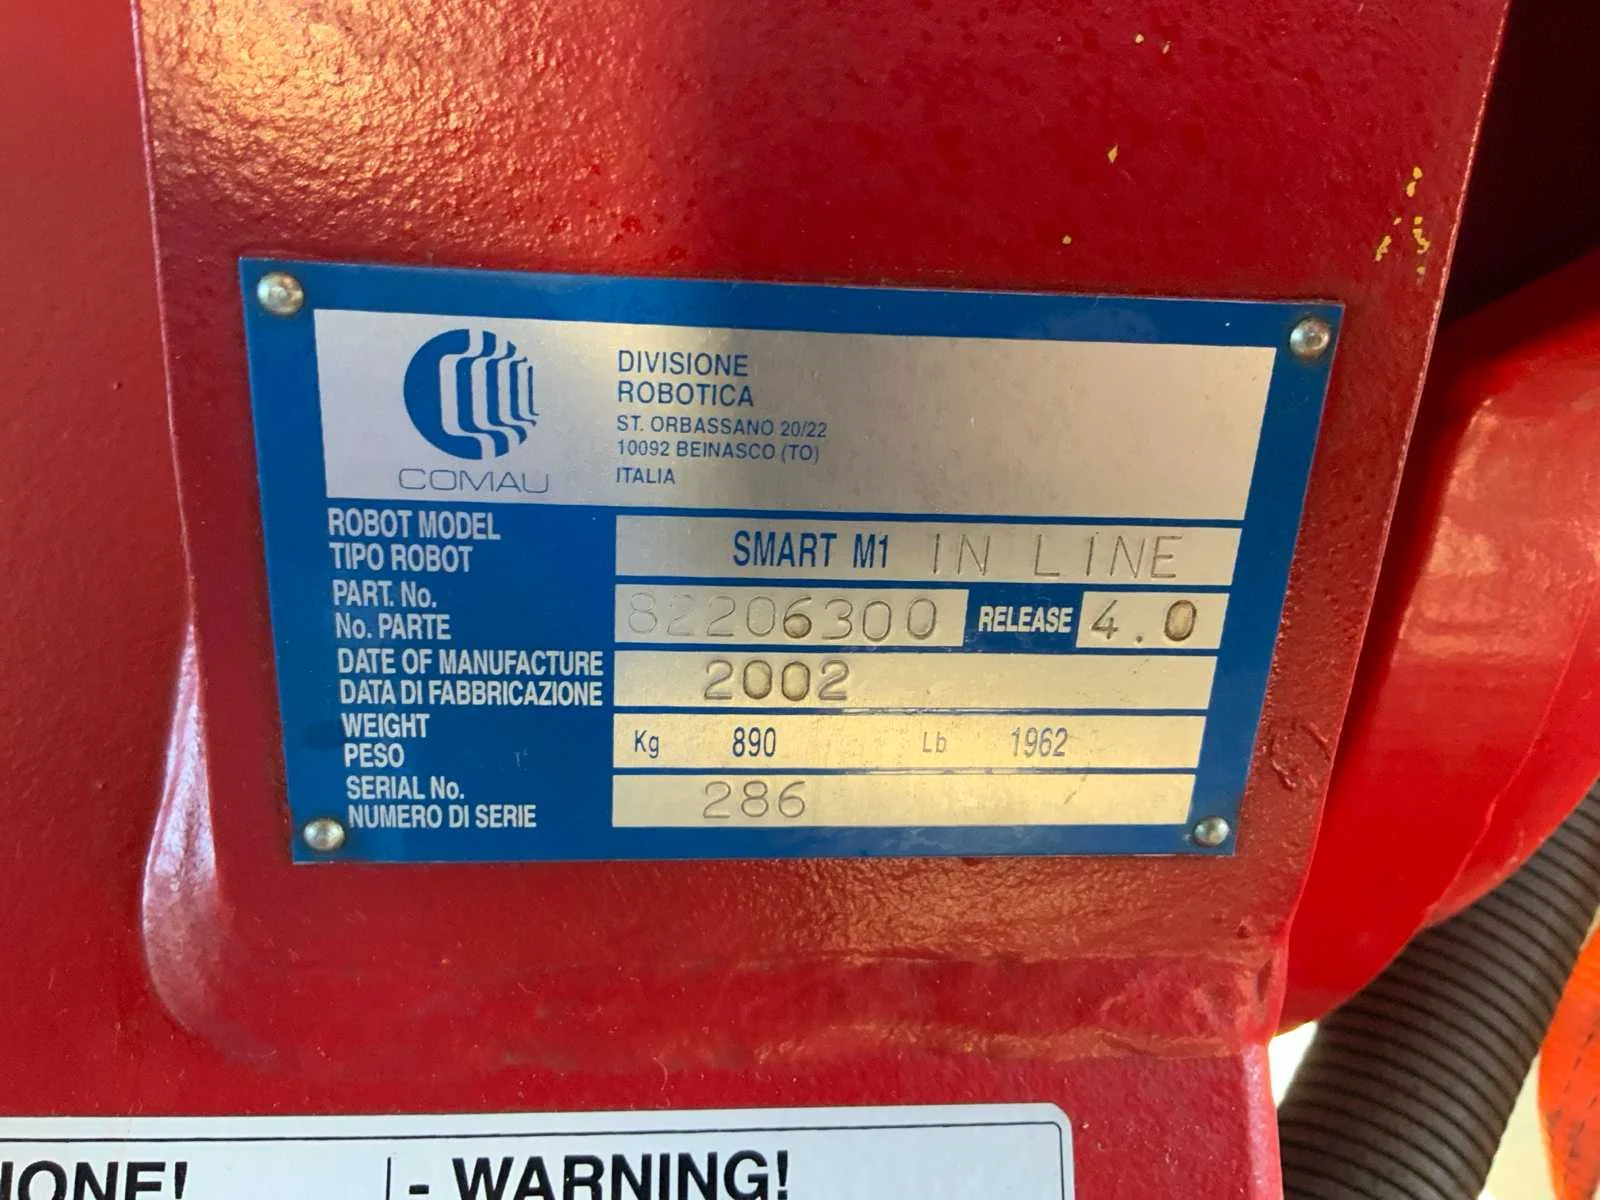 COMAU
DIVISIONE
ROBOTICA
ST. ORBASSANO 20/22
10092 BEINASCO (TO)
ITALIA
ROBOT MODEL
TIPO ROBOT
SMART M1 IN LINE
PART. No.
No. PARTE
82206300 RELEASE 4.0
DATE OF MANUFACTURE
DATA DI FABBRICAZIONE
2002
WEIGHT
PESO
Kg 890 Lb 1962
SERIAL No.
NUMERO DI SERIE
286
IONE! - WARNING!